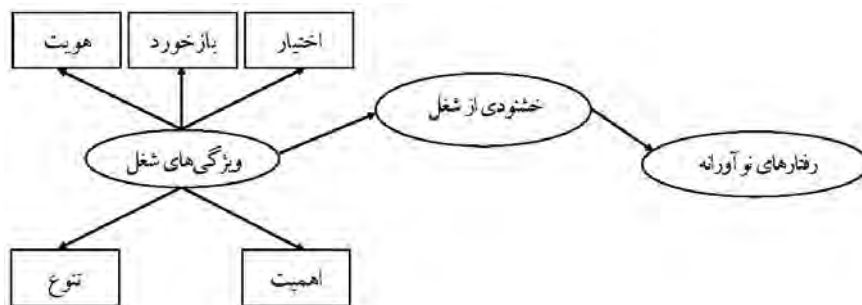 اختیار
بازخورد
هویت
خشنودی از شغل
ویژگی‌های شغل
رفتارهای نوآورانه
اهمیت
تنوع